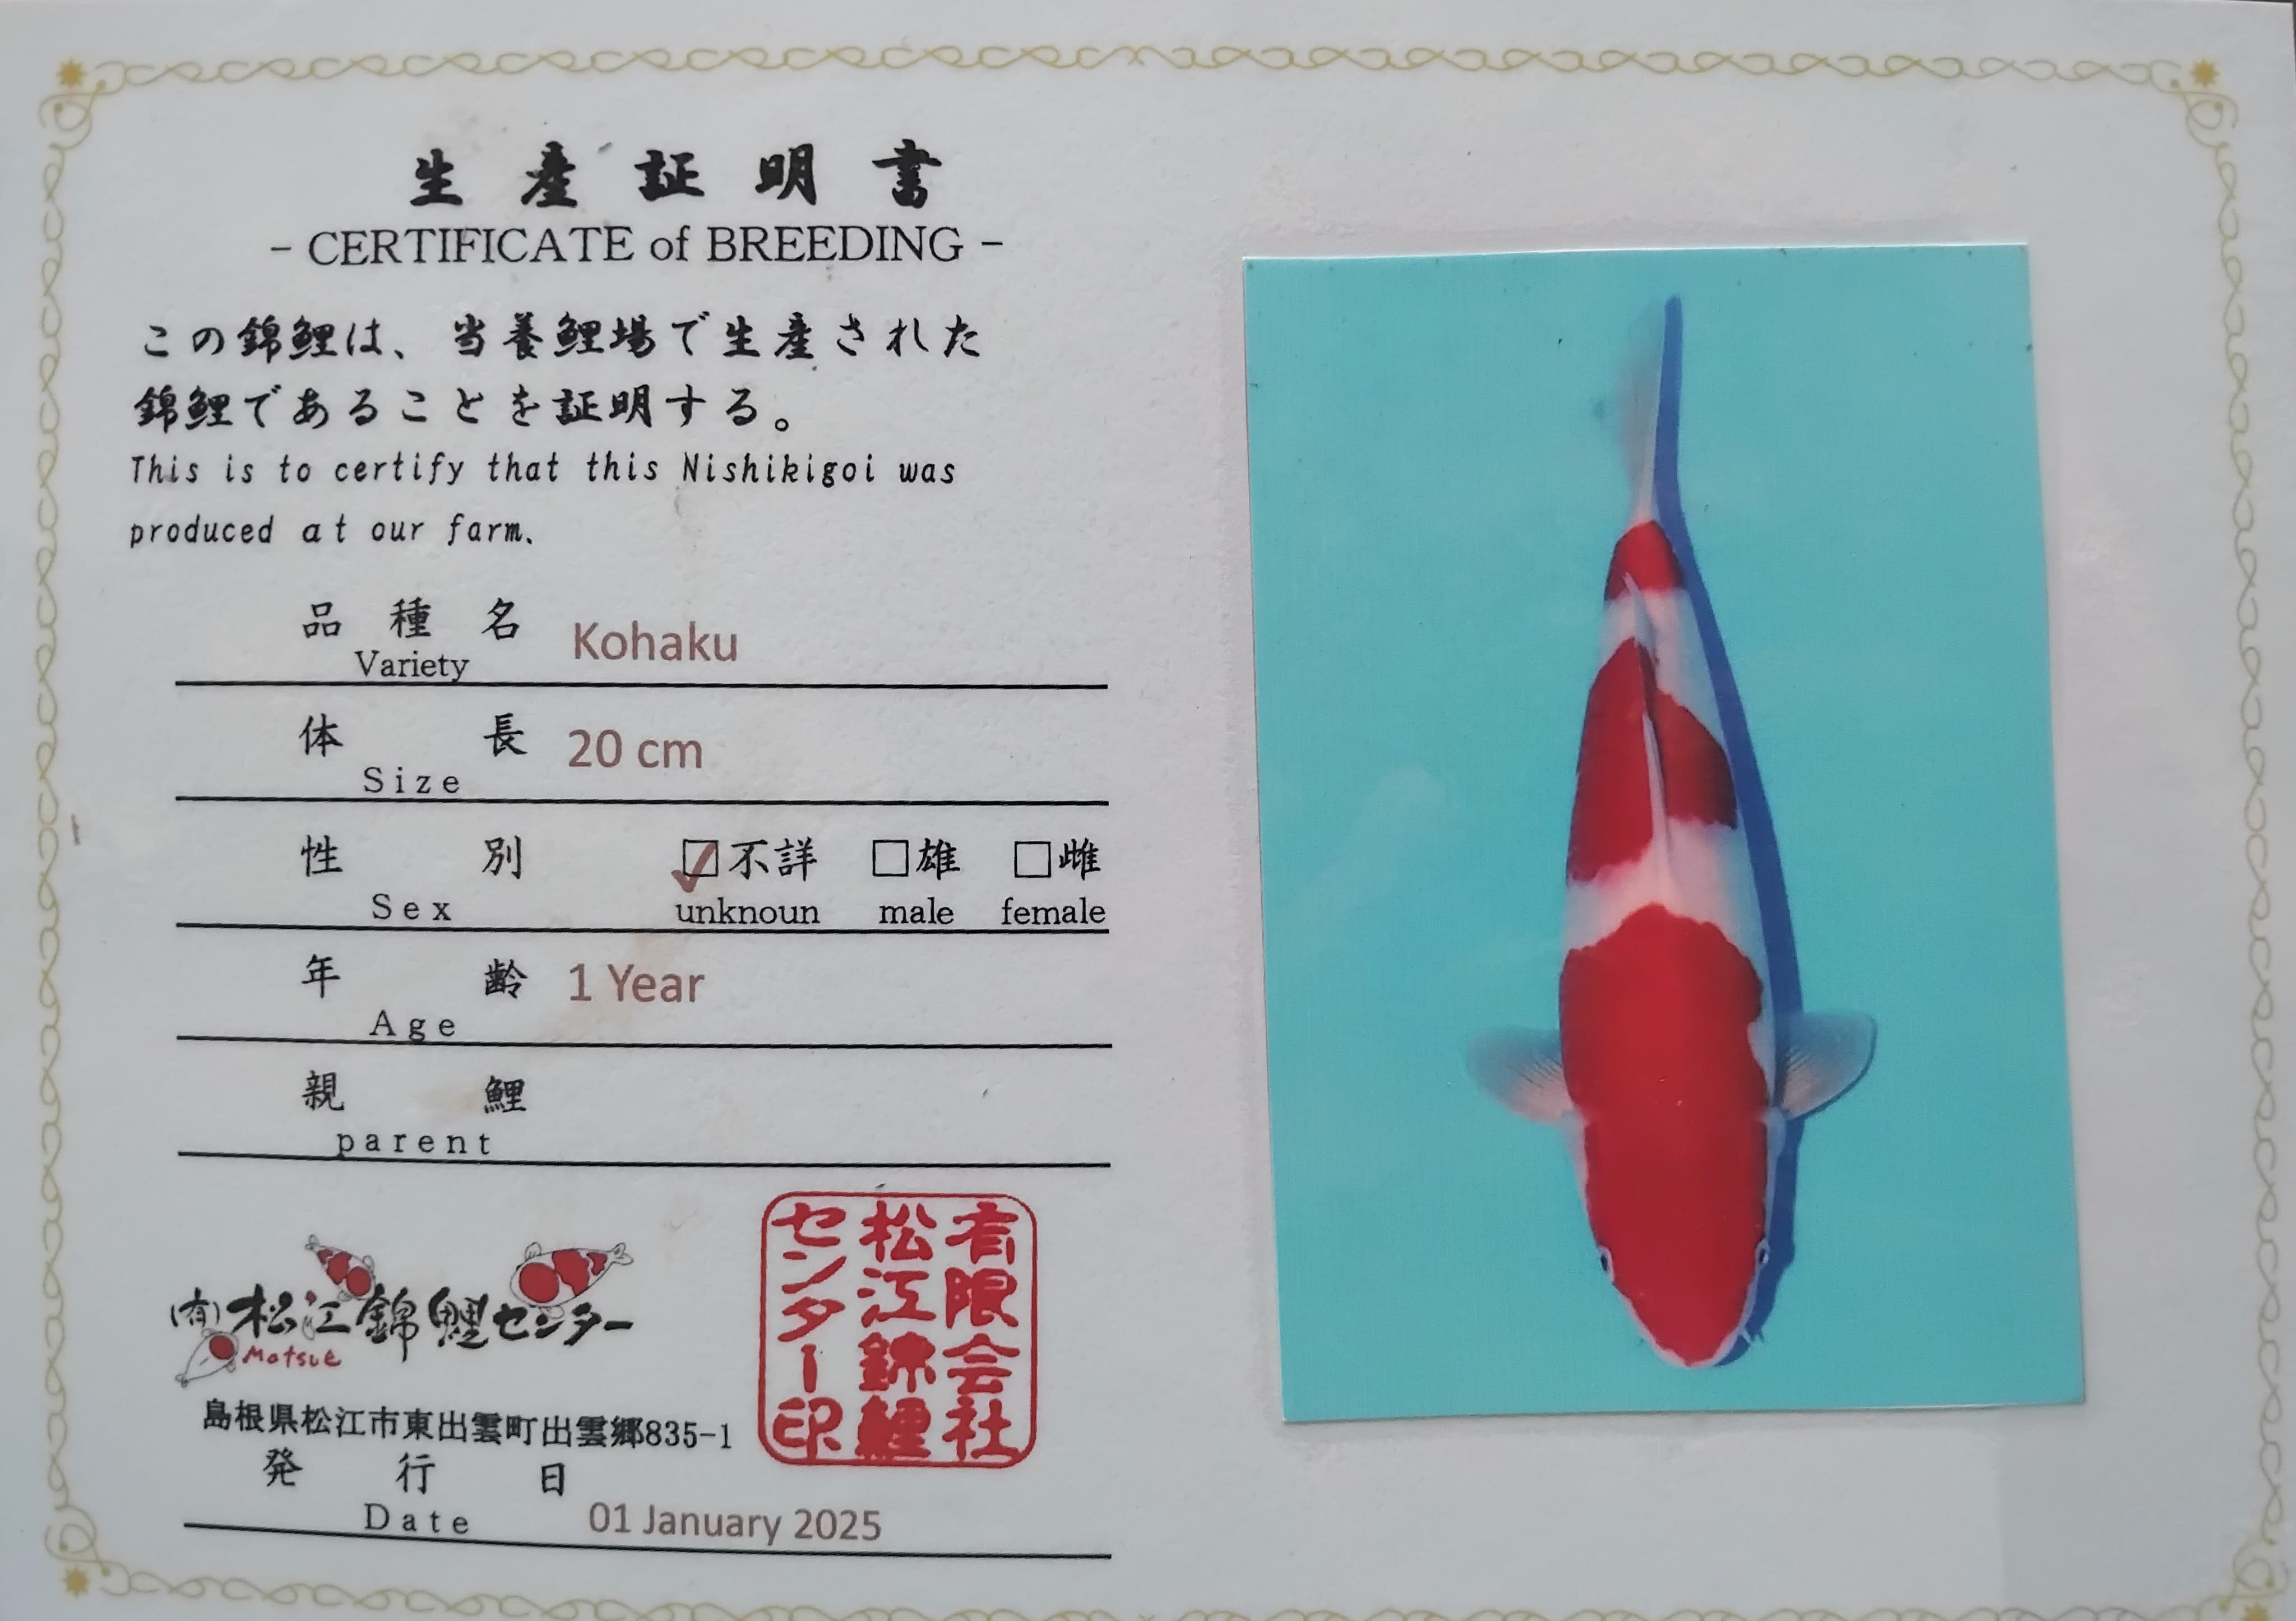 生産証明書
- CERTIFICATE of BREEDING -
この錦鯉は、当養鯉場で生産された
錦鯉であることを証明する。
This is to certify that this Nishikigoi was
produced at our farm.
品種名 Kohaku
Variety
体長 20 cm
Size
性別 ☑不詳 □雄 □雌
Sex unknoun male female
年齢 1 Year
Age
親鯉
parent
(有)松江錦鯉センター
Matsue
有限会社
松江錦鯉
センター印
島根県松江市東出雲町出雲郷835-1
発行日
Date 01 January 2025